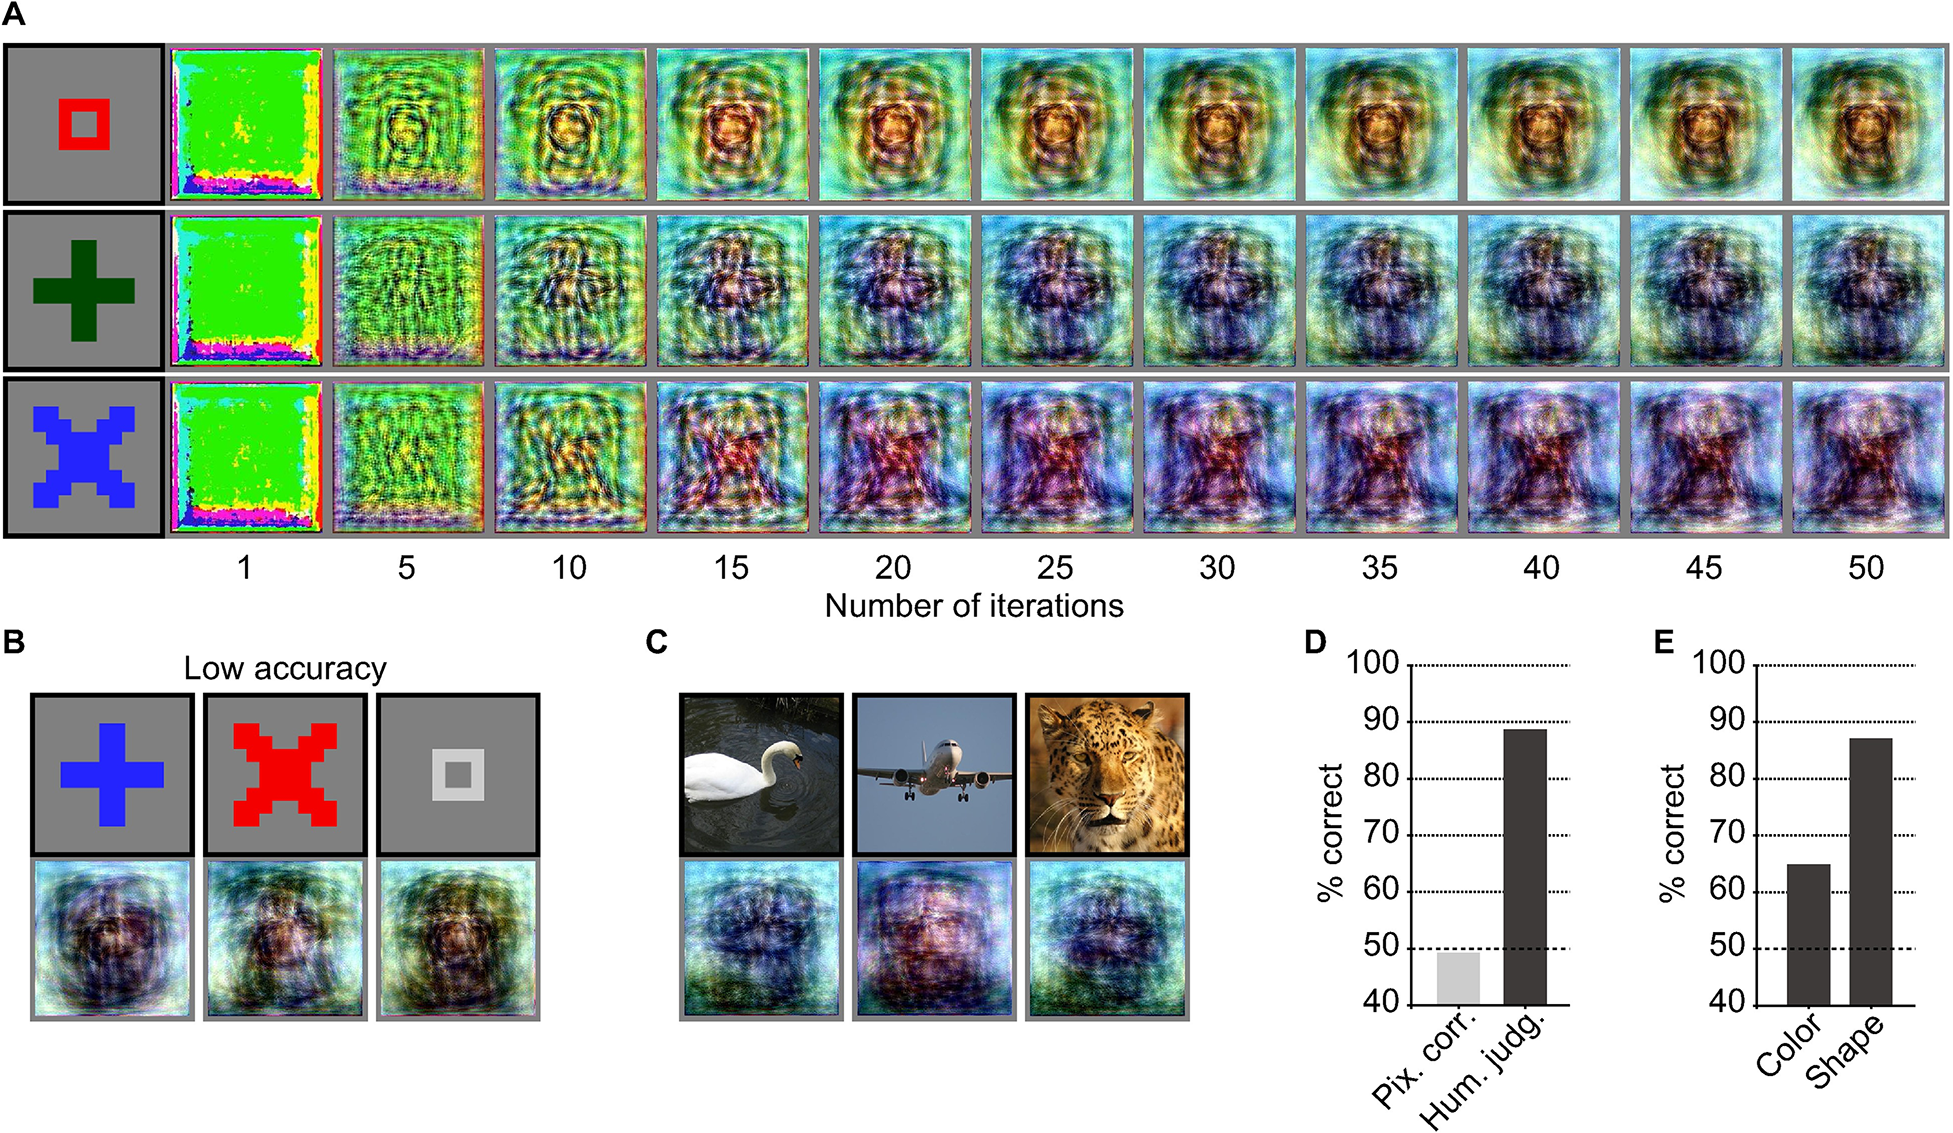 A
1 5 10 15 20 25 30 35 40 45 50
Number of iterations
B
Low accuracy
C
D
100
90
80
70
60
50
40
% correct
Pix. corr.
Hum. judg.
E
100
90
80
70
60
50
40
% correct
Color
Shape